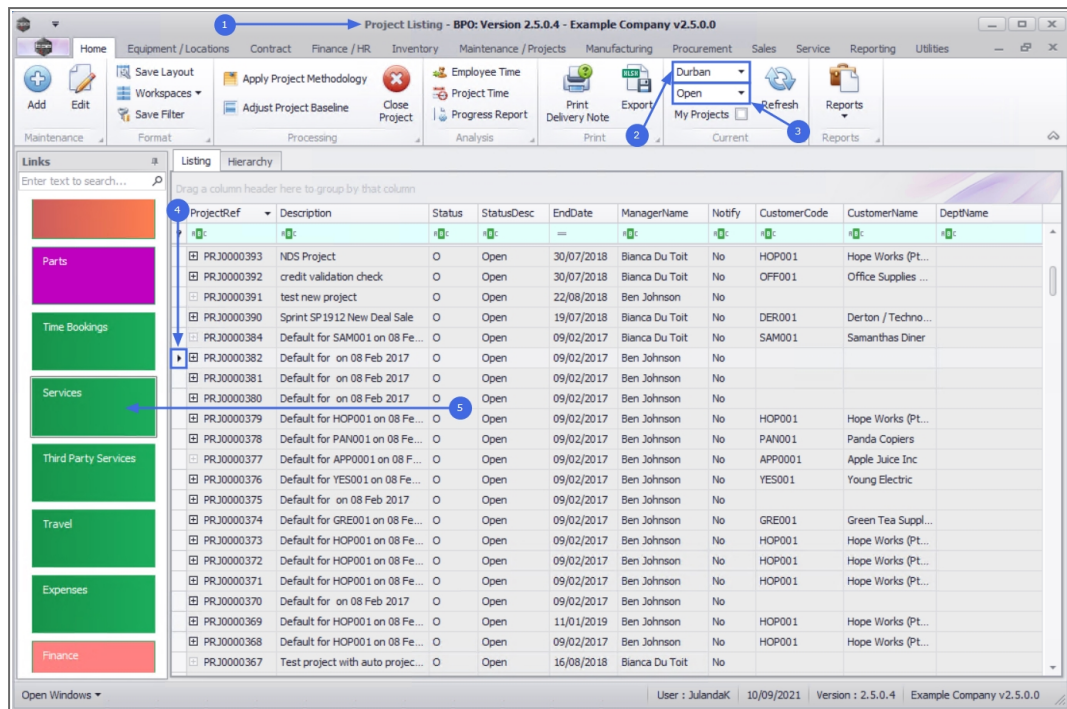 1
Project Listing - BPO: Version 2.5.0.4 - Example Company v2.5.0.0
Home Equipment / Locations Contract Finance / HR Inventory Maintenance / Projects Manufacturing Procurement Sales Service Reporting Utilities
Add
Edit
Maintenance
Save Layout
Workspaces
Save Filter
Format
Apply Project Methodology
Adjust Project Baseline
Close Project
Processing
Employee Time
Project Time
Progress Report
Analysis
Print Delivery Note
Export
Print
2
Durban
Open
My Projects
Refresh
Current
3
Reports
Reports
Links
Enter text to search...
Parts
Time Bookings
Services
Third Party Services
Travel
Expenses
Finance
Listing Hierarchy
Drag a column header here to group by that column
4
ProjectRef Description Status StatusDesc EndDate ManagerName Notify CustomerCode CustomerName DeptName
PRJ0000393 NDS Project O Open 30/07/2018 Bianca Du Toit No HOP001 Hope Works (Pt...
PRJ0000392 credit validation check O Open 30/07/2018 Bianca Du Toit No OFF001 Office Supplies ...
PRJ0000391 test new project O Open 22/08/2018 Ben Johnson No
PRJ0000390 Sprint SP1912 New Deal Sale O Open 19/07/2018 Bianca Du Toit No DER001 Derton / Techno...
PRJ0000384 Default for SAM001 on 08 Fe... O Open 09/02/2017 Bianca Du Toit No SAM001 Samanthas Diner
PRJ0000382 Default for on 08 Feb 2017 O Open 09/02/2017 Ben Johnson No
PRJ0000381 Default for on 08 Feb 2017 O Open 09/02/2017 Ben Johnson No
PRJ0000380 Default for on 08 Feb 2017 O Open 09/02/2017 Ben Johnson No
5
PRJ0000379 Default for HOP001 on 08 Fe... O Open 09/02/2017 Ben Johnson No HOP001 Hope Works (Pt...
PRJ0000378 Default for PAN001 on 08 Fe... O Open 09/02/2017 Ben Johnson No PAN001 Panda Copiers
PRJ0000377 Default for APP0001 on 08 F... O Open 09/02/2017 Ben Johnson No APP0001 Apple Juice Inc
PRJ0000376 Default for YES001 on 08 Fe... O Open 09/02/2017 Ben Johnson No YES001 Young Electric
PRJ0000375 Default for on 08 Feb 2017 O Open 09/02/2017 Ben Johnson No
PRJ0000374 Default for GRE001 on 08 Fe... O Open 09/02/2017 Ben Johnson No GRE001 Green Tea Suppl...
PRJ0000373 Default for HOP001 on 08 Fe... O Open 09/02/2017 Ben Johnson No HOP001 Hope Works (Pt...
PRJ0000372 Default for HOP001 on 08 Fe... O Open 09/02/2017 Ben Johnson No HOP001 Hope Works (Pt...
PRJ0000371 Default for HOP001 on 08 Fe... O Open 09/02/2017 Ben Johnson No HOP001 Hope Works (Pt...
PRJ0000370 Default for on 08 Feb 2017 O Open 09/02/2017 Ben Johnson No
PRJ0000369 Default for HOP001 on 08 Fe... O Open 11/01/2019 Ben Johnson No HOP001 Hope Works (Pt...
PRJ0000368 Default for HOP001 on 08 Fe... O Open 09/02/2017 Ben Johnson No HOP001 Hope Works (Pt...
PRJ0000367 Test project with auto projec... O Open 16/08/2018 Bianca Du Toit No
Open Windows User : JulandaK 10/09/2021 Version : 2.5.0.4 Example Company v2.5.0.0